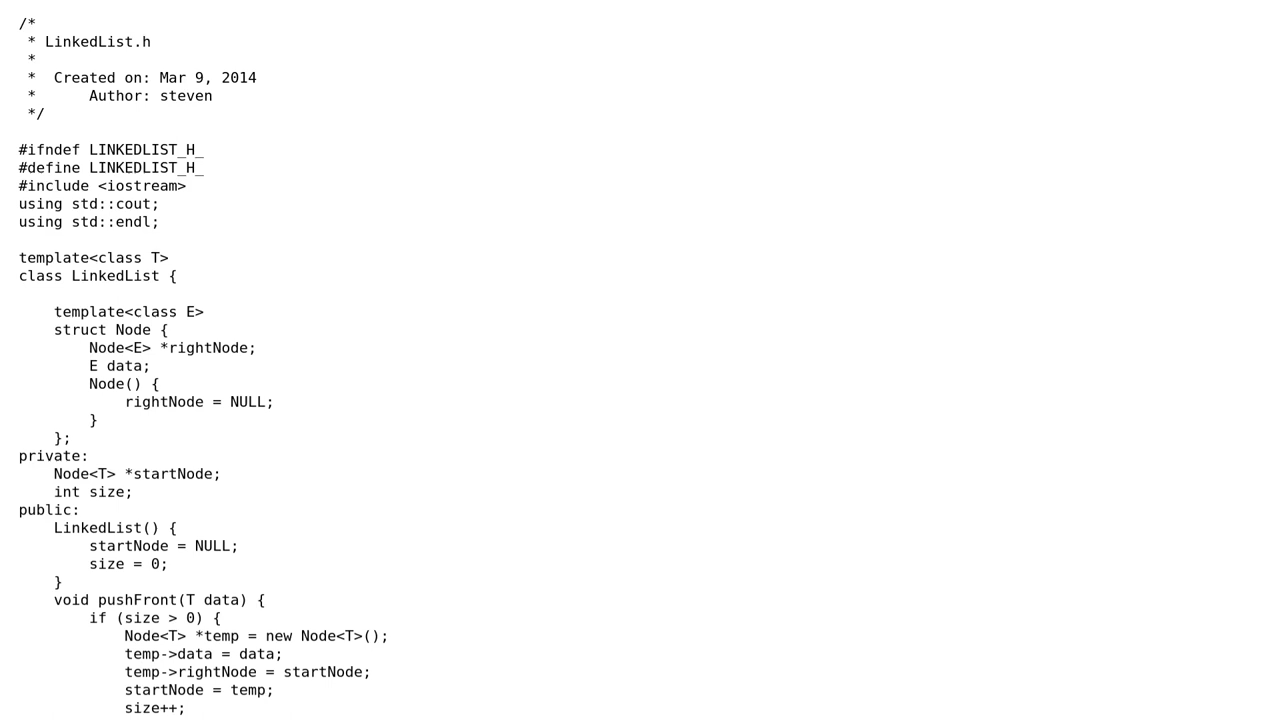 /*
 * LinkedList.h
 *
 *  Created on: Mar 9, 2014
 *      Author: steven
 */

#ifndef LINKEDLIST_H_
#define LINKEDLIST_H_
#include <iostream>
using std::cout;
using std::endl;

template<class T>
class LinkedList {

    template<class E>
    struct Node {
        Node<E> *rightNode;
        E data;
        Node() {
            rightNode = NULL;
        }
    };
private:
    Node<T> *startNode;
    int size;
public:
    LinkedList() {
        startNode = NULL;
        size = 0;
    }
    void pushFront(T data) {
        if (size > 0) {
            Node<T> *temp = new Node<T>();
            temp->data = data;
            temp->rightNode = startNode;
            startNode = temp;
            size++;